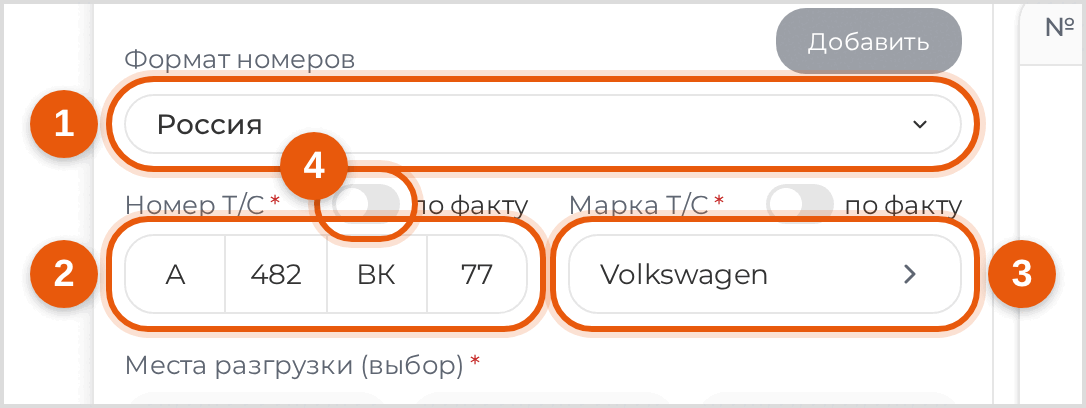 Добавить
№
Формат номеров
1
Россия
4
Номер Т/С * по факту
Марка Т/С * по факту
2
А 482 ВК 77
Volkswagen
3
Места разгрузки (выбор) *